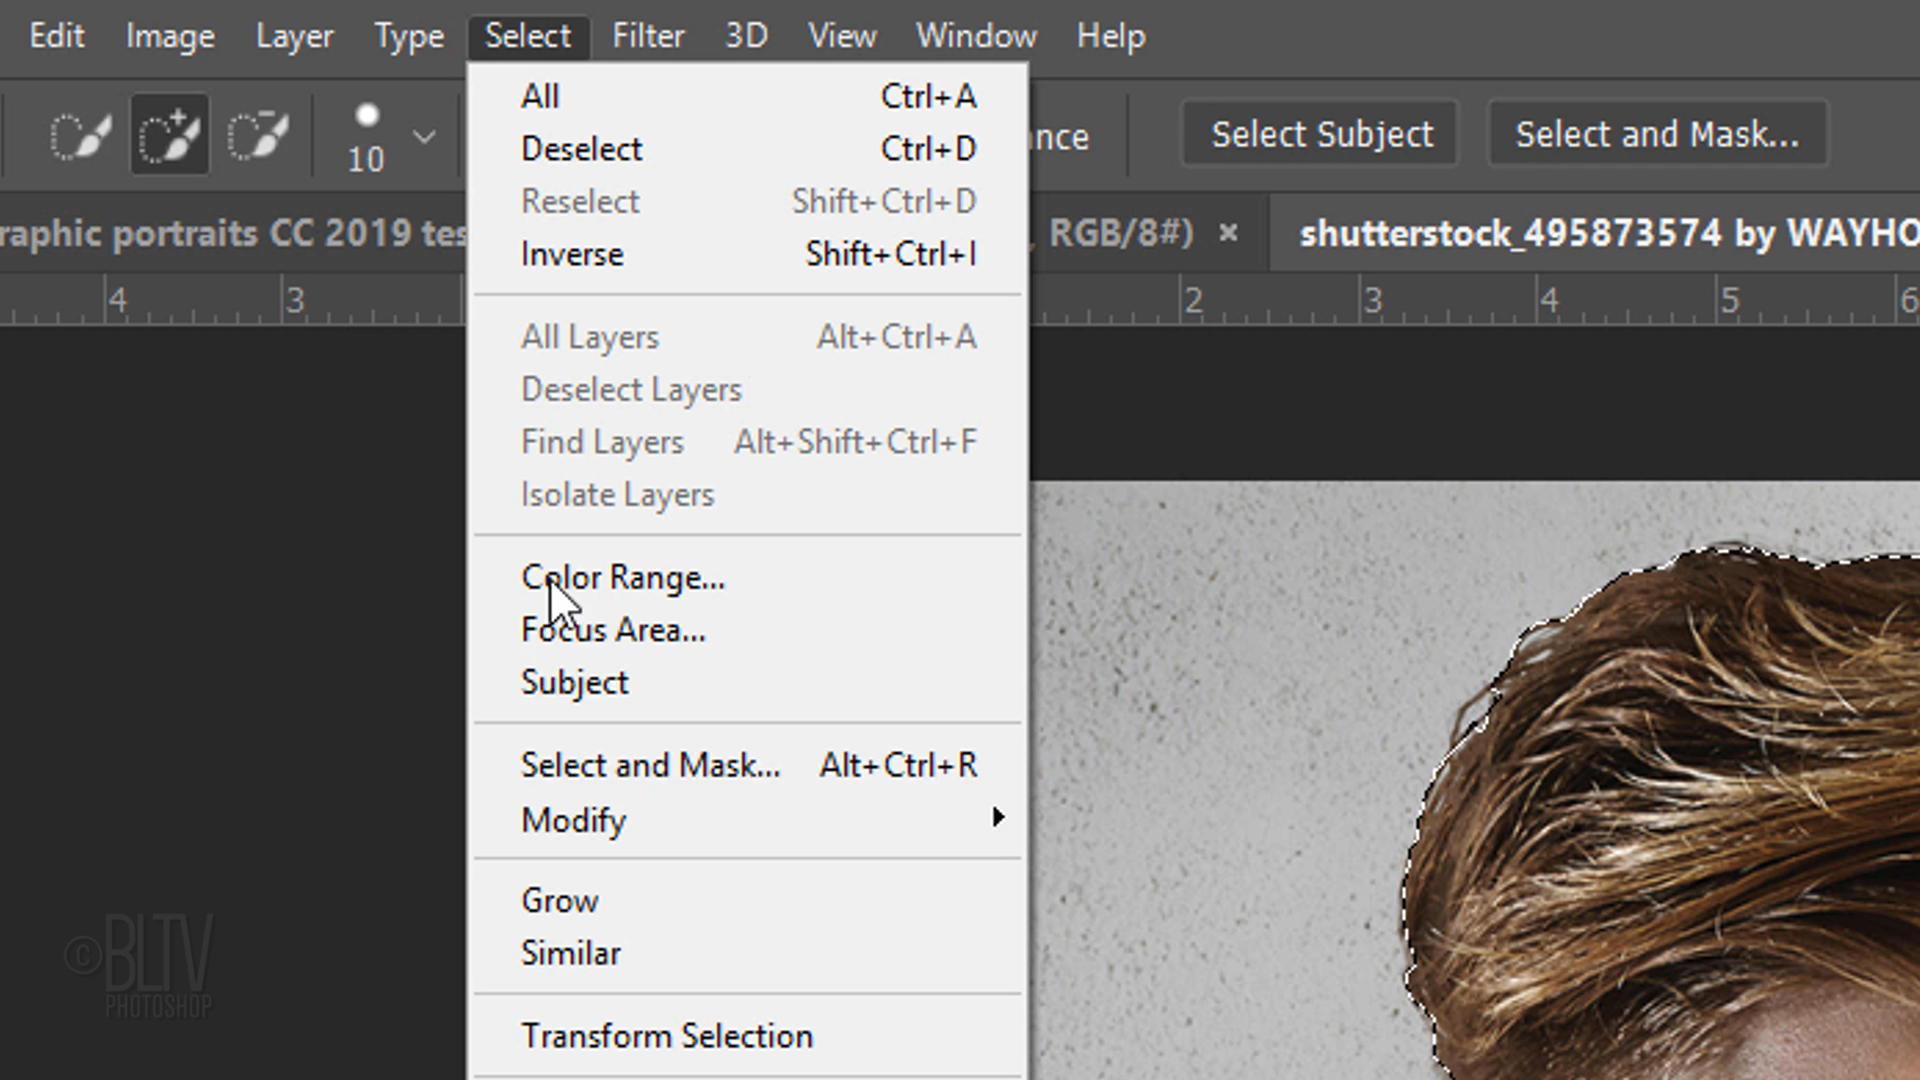 Edit Image Layer Type Select Filter 3D View Window Help
10
Select Subject Select and Mask...
raphic portraits CC 2019 tes
RGB/8#) × shutterstock_495873574 by WAYHO
4 3 2 3 4 5 6
All Ctrl+A
Deselect Ctrl+D
Reselect Shift+Ctrl+D
Inverse Shift+Ctrl+I
All Layers Alt+Ctrl+A
Deselect Layers
Find Layers Alt+Shift+Ctrl+F
Isolate Layers
Color Range...
Focus Area...
Subject
Select and Mask... Alt+Ctrl+R
Modify
Grow
Similar
Transform Selection
©BLTV
PHOTOSHOP